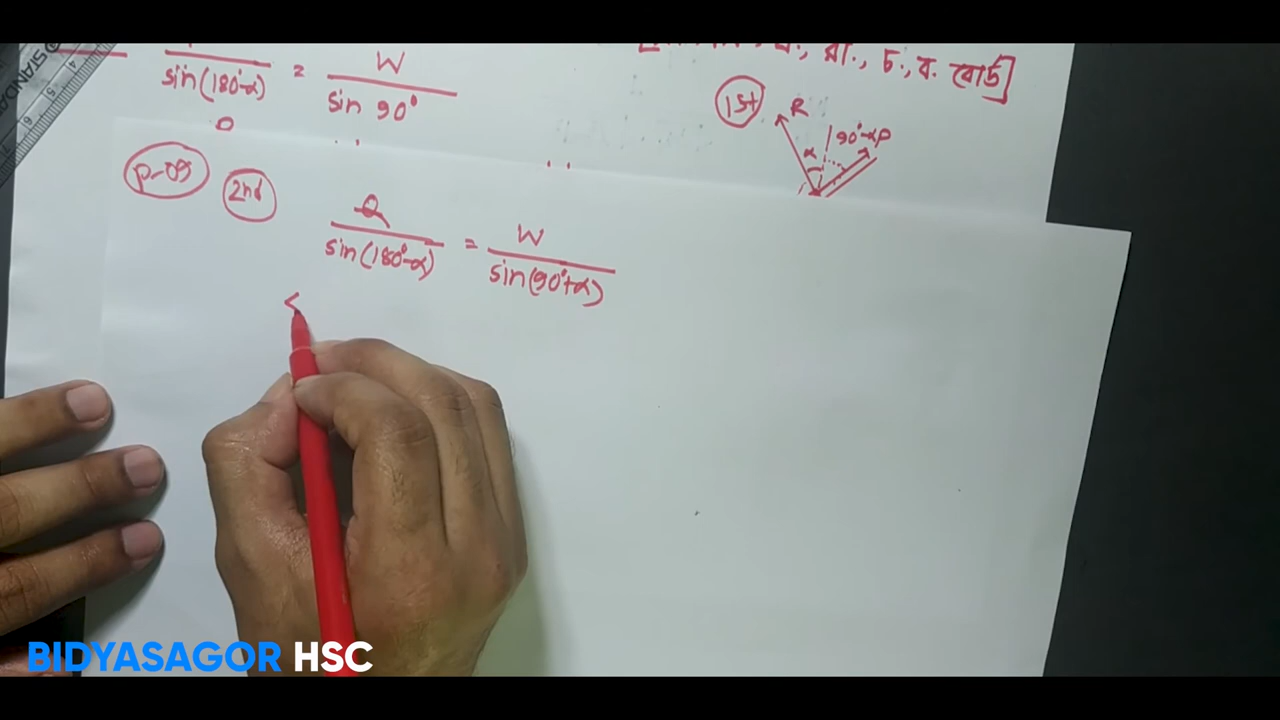 sin(180°-α) = W / sin 90°
[ রা., চ., ব. বোর্ড]
1st
R
α
90°-α P
P-09
2nd
Q / sin(180°-α) = W / sin(90°+α)
BIDYASAGOR HSC